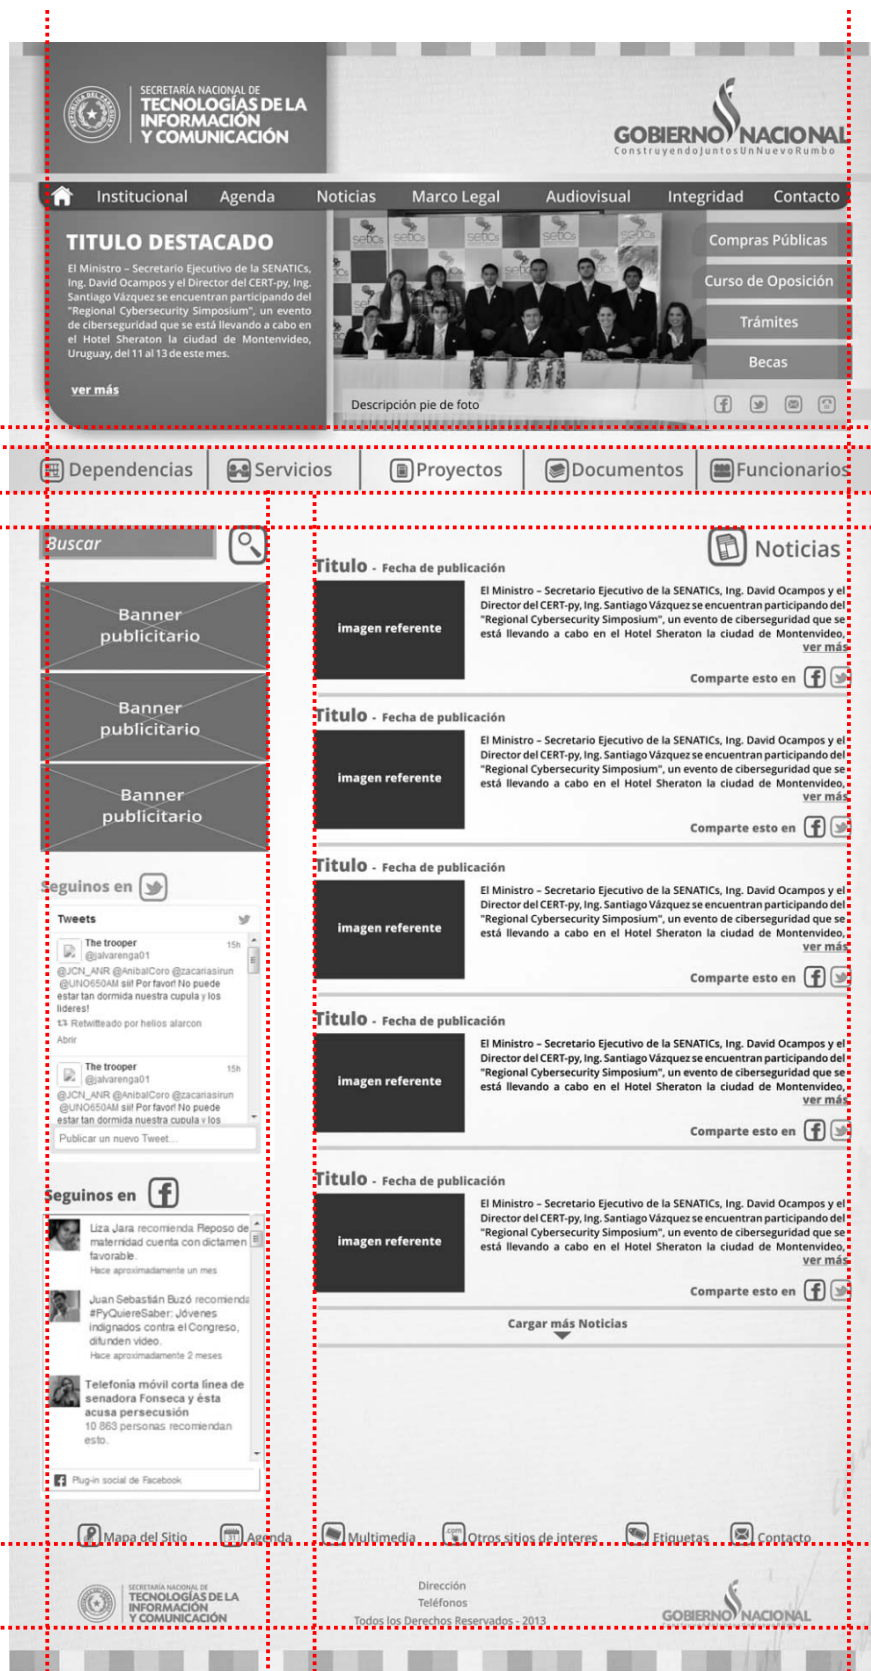 SECRETARÍA NACIONAL DE
TECNOLOGÍAS DE LA
INFORMACIÓN
Y COMUNICACIÓN
GOBIERNO NACIONAL
ConstruyendoJuntosUnNuevoRumbo
Institucional Agenda Noticias Marco Legal Audiovisual Integridad Contacto
TITULO DESTACADO
El Ministro – Secretario Ejecutivo de la SENATICs,
Ing. David Ocampos y el Director del CERT-py, Ing.
Santiago Vázquez se encuentran participando del
"Regional Cybersecurity Simposium", un evento
de ciberseguridad que se está llevando a cabo en
el Hotel Sheraton la ciudad de Montenvideo,
Uruguay, del 11 al 13 de este mes.
ver más
Compras Públicas
Curso de Oposición
Trámites
Becas
Descripción pie de foto
Dependencias Servicios Proyectos Documentos Funcionarios
Buscar
Noticias
Banner
publicitario
Banner
publicitario
Banner
publicitario
Seguinos en
Tweets
The trooper 15h
@jalvarenga01
@JCN_ANR @AnibalCoro @zacariasirun
@UNO650AM siii! Por favor! No puede
estar tan dormida nuestra cupula y los
lideres!
Retwitteado por helios alarcon
Abrir
The trooper 15h
@jalvarenga01
@JCN_ANR @AnibalCoro @zacariasirun
@UNO650AM siii! Por favor! No puede
estar tan dormida nuestra cupula y los
Publicar un nuevo Tweet...
Seguinos en
Liza Jara recomienda Reposo de
maternidad cuenta con dictamen
favorable.
Hace aproximadamente un mes
Juan Sebastián Buzó recomienda
#PyQuiereSaber: Jóvenes
indignados contra el Congreso,
difunden video.
Hace aproximadamente 2 meses
Telefonía móvil corta línea de
senadora Fonseca y ésta
acusa persecusión
10 863 personas recomiendan
esto.
Plug-in social de Facebook
Titulo - Fecha de publicación
imagen referente
El Ministro – Secretario Ejecutivo de la SENATICs, Ing. David Ocampos y el
Director del CERT-py, Ing. Santiago Vázquez se encuentran participando del
"Regional Cybersecurity Simposium", un evento de ciberseguridad que se
está llevando a cabo en el Hotel Sheraton la ciudad de Montenvideo,
ver más
Comparte esto en
Titulo - Fecha de publicación
imagen referente
El Ministro – Secretario Ejecutivo de la SENATICs, Ing. David Ocampos y el
Director del CERT-py, Ing. Santiago Vázquez se encuentran participando del
"Regional Cybersecurity Simposium", un evento de ciberseguridad que se
está llevando a cabo en el Hotel Sheraton la ciudad de Montenvideo,
ver más
Comparte esto en
Titulo - Fecha de publicación
imagen referente
El Ministro – Secretario Ejecutivo de la SENATICs, Ing. David Ocampos y el
Director del CERT-py, Ing. Santiago Vázquez se encuentran participando del
"Regional Cybersecurity Simposium", un evento de ciberseguridad que se
está llevando a cabo en el Hotel Sheraton la ciudad de Montenvideo,
ver más
Comparte esto en
Titulo - Fecha de publicación
imagen referente
El Ministro – Secretario Ejecutivo de la SENATICs, Ing. David Ocampos y el
Director del CERT-py, Ing. Santiago Vázquez se encuentran participando del
"Regional Cybersecurity Simposium", un evento de ciberseguridad que se
está llevando a cabo en el Hotel Sheraton la ciudad de Montenvideo,
ver más
Comparte esto en
Titulo - Fecha de publicación
imagen referente
El Ministro – Secretario Ejecutivo de la SENATICs, Ing. David Ocampos y el
Director del CERT-py, Ing. Santiago Vázquez se encuentran participando del
"Regional Cybersecurity Simposium", un evento de ciberseguridad que se
está llevando a cabo en el Hotel Sheraton la ciudad de Montenvideo,
ver más
Comparte esto en
Cargar más Noticias
Mapa del Sitio Agenda Multimedia Otros sitios de interes Etiquetas Contacto
SECRETARÍA NACIONAL DE
TECNOLOGÍAS DE LA
INFORMACIÓN
Y COMUNICACIÓN
Dirección
Teléfonos
Todos los Derechos Reservados - 2013
GOBIERNO NACIONAL